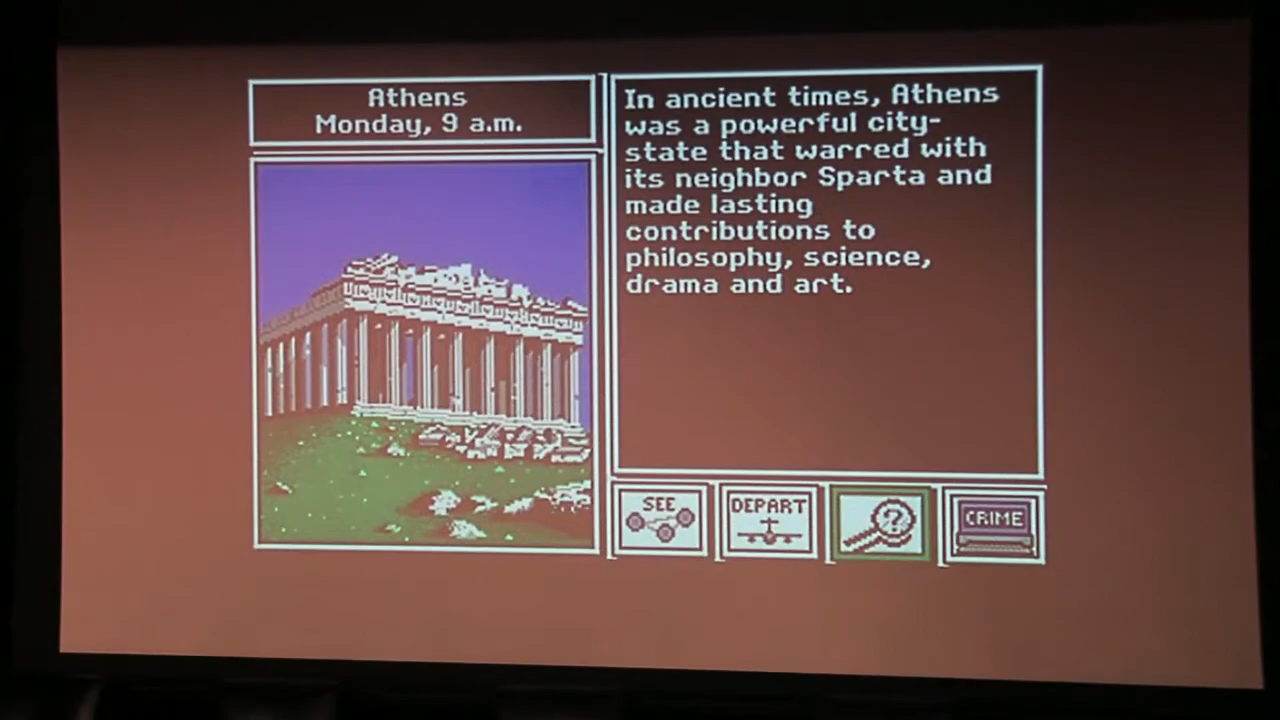 Athens
Monday, 9 a.m.
In ancient times, Athens
was a powerful city-
state that warred with
its neighbor Sparta and
made lasting
contributions to
philosophy, science,
drama and art.
SEE
DEPART
?
CRIME